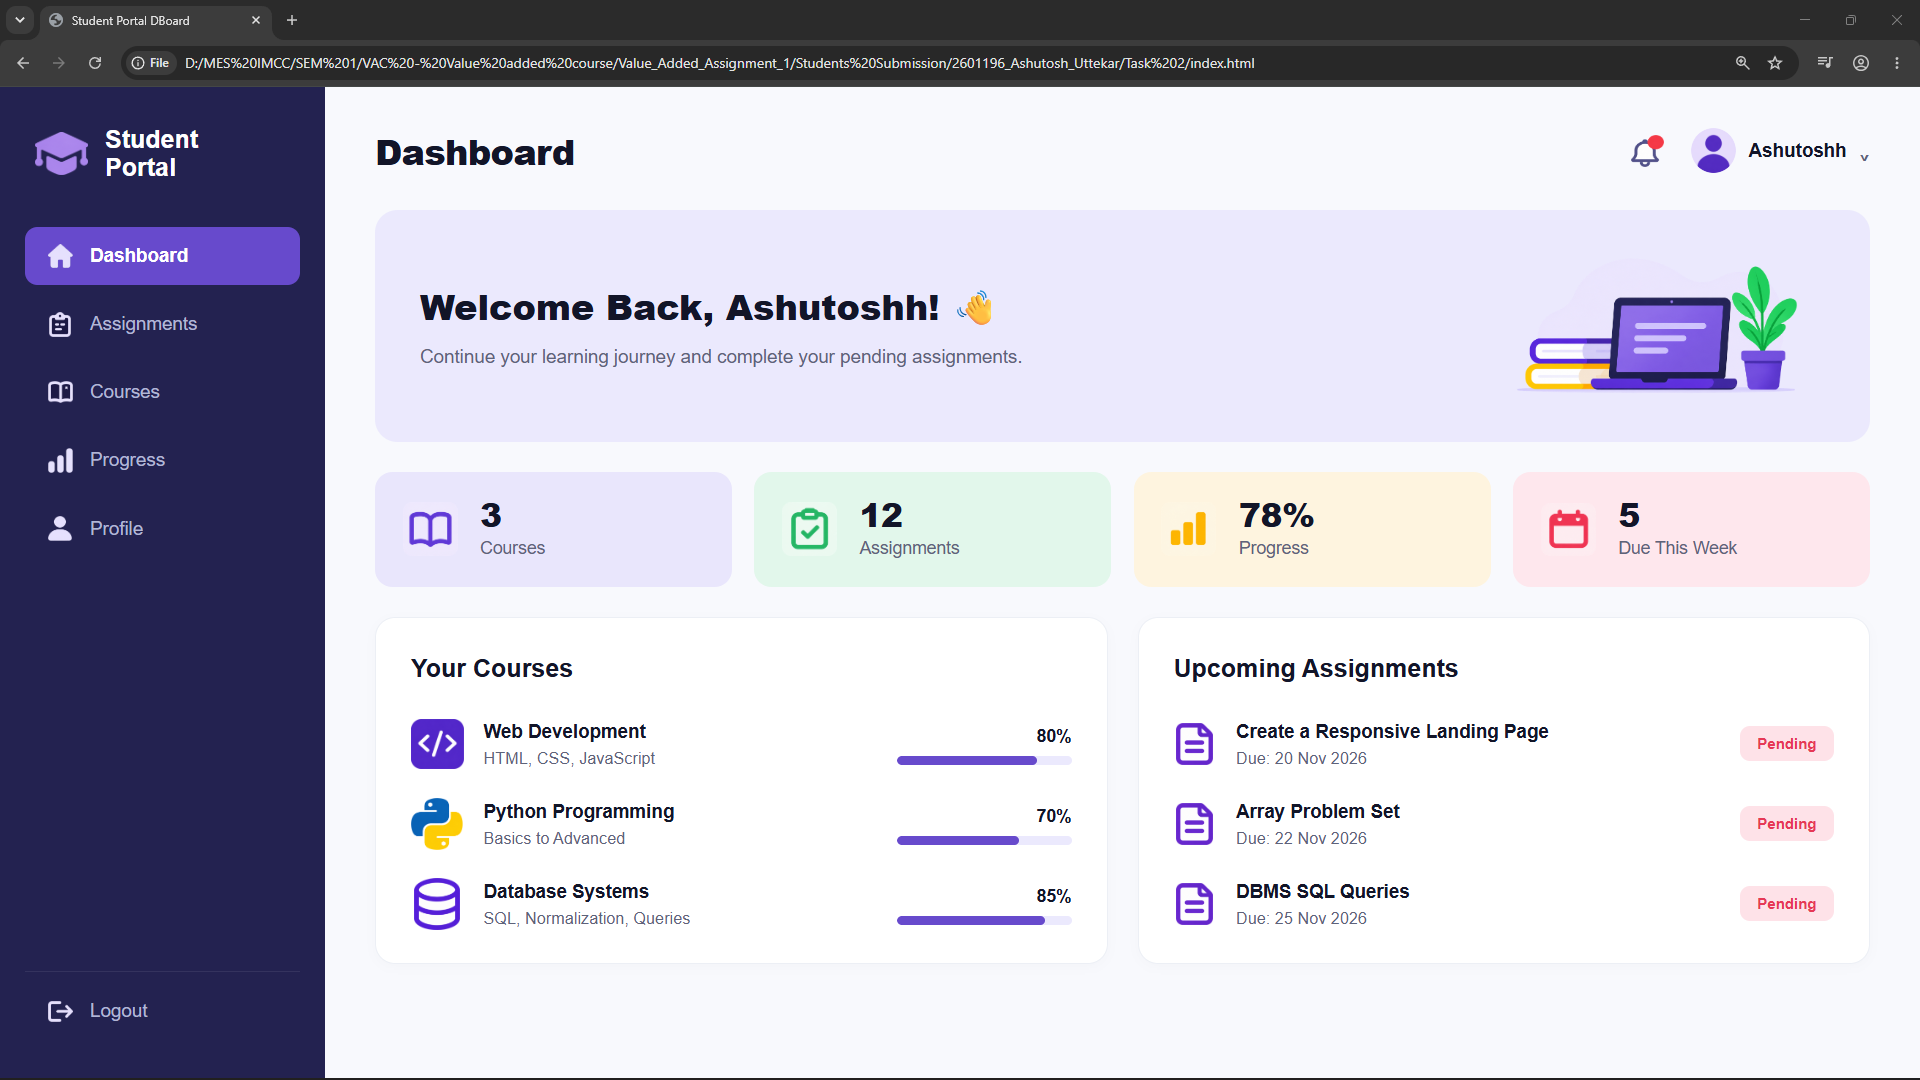 Student Portal DBoard
File
D:/MES%20IMCC/SEM%201/VAC%20-%20Value%20added%20course/Value_Added_Assignment_1/Students%20Submission/2601196_Ashutosh_Uttekar/Task%202/index.html
Student
Portal
Dashboard
Assignments
Courses
Progress
Profile
Logout
Dashboard
Ashutoshh
Welcome Back, Ashutoshh! 👋
Continue your learning journey and complete your pending assignments.
3
Courses
12
Assignments
78%
Progress
5
Due This Week
Your Courses
Web Development
HTML, CSS, JavaScript
80%
Python Programming
Basics to Advanced
70%
Database Systems
SQL, Normalization, Queries
85%
Upcoming Assignments
Create a Responsive Landing Page
Due: 20 Nov 2026
Pending
Array Problem Set
Due: 22 Nov 2026
Pending
DBMS SQL Queries
Due: 25 Nov 2026
Pending